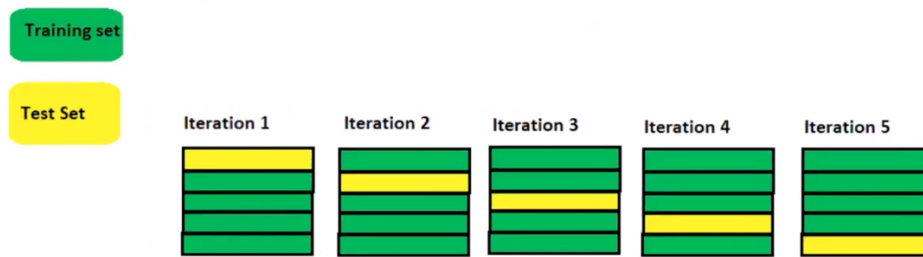 Training set
Test Set
Iteration 1
Iteration 2
Iteration 3
Iteration 4
Iteration 5